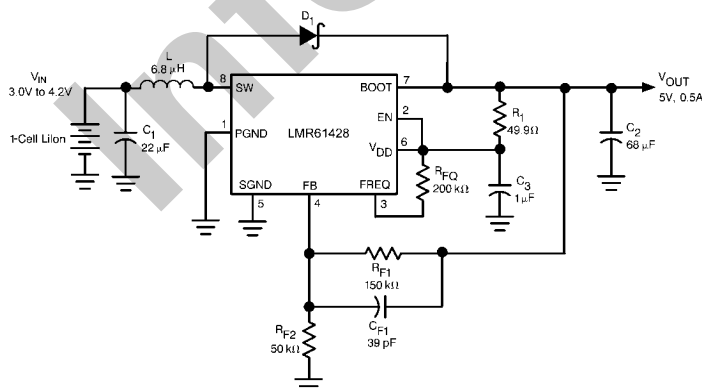 D1
L
6.8 μH
VIN
3.0V to 4.2V
1-Cell LiIon
C1
22 μF
8
SW
1
PGND
LMR61428
BOOT
7
EN
2
VDD
6
SGND
5
FB
4
FREQ
3
RFQ
200 kΩ
R1
49.9Ω
C3
1 μF
C2
68 μF
VOUT
5V, 0.5A
RF1
150 kΩ
CF1
39 pF
RF2
50 kΩ